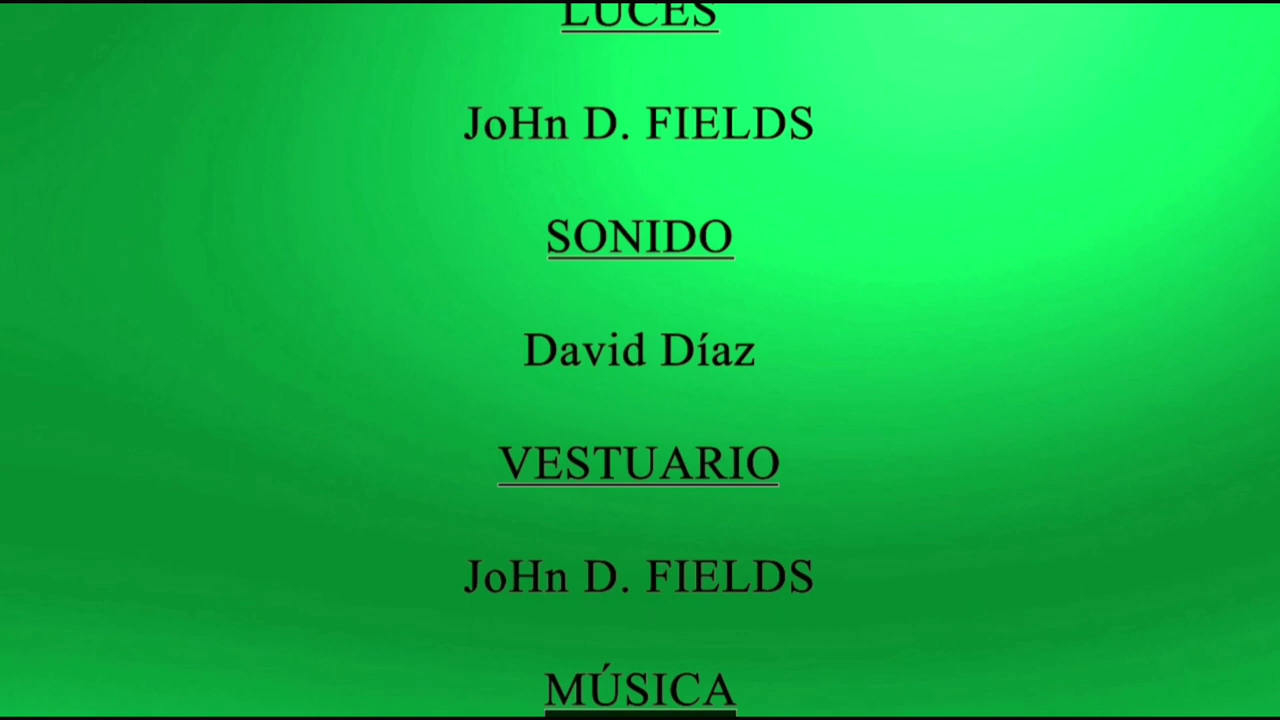 LUCES
JoHn D. FIELDS
SONIDO
David Díaz
VESTUARIO
JoHn D. FIELDS
MÚSICA